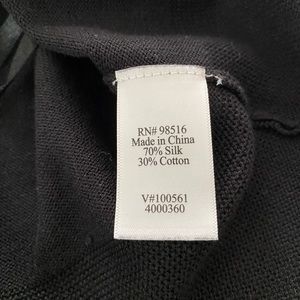 RN# 98516
Made in China
70% Silk
30% Cotton
V#100561
4000360